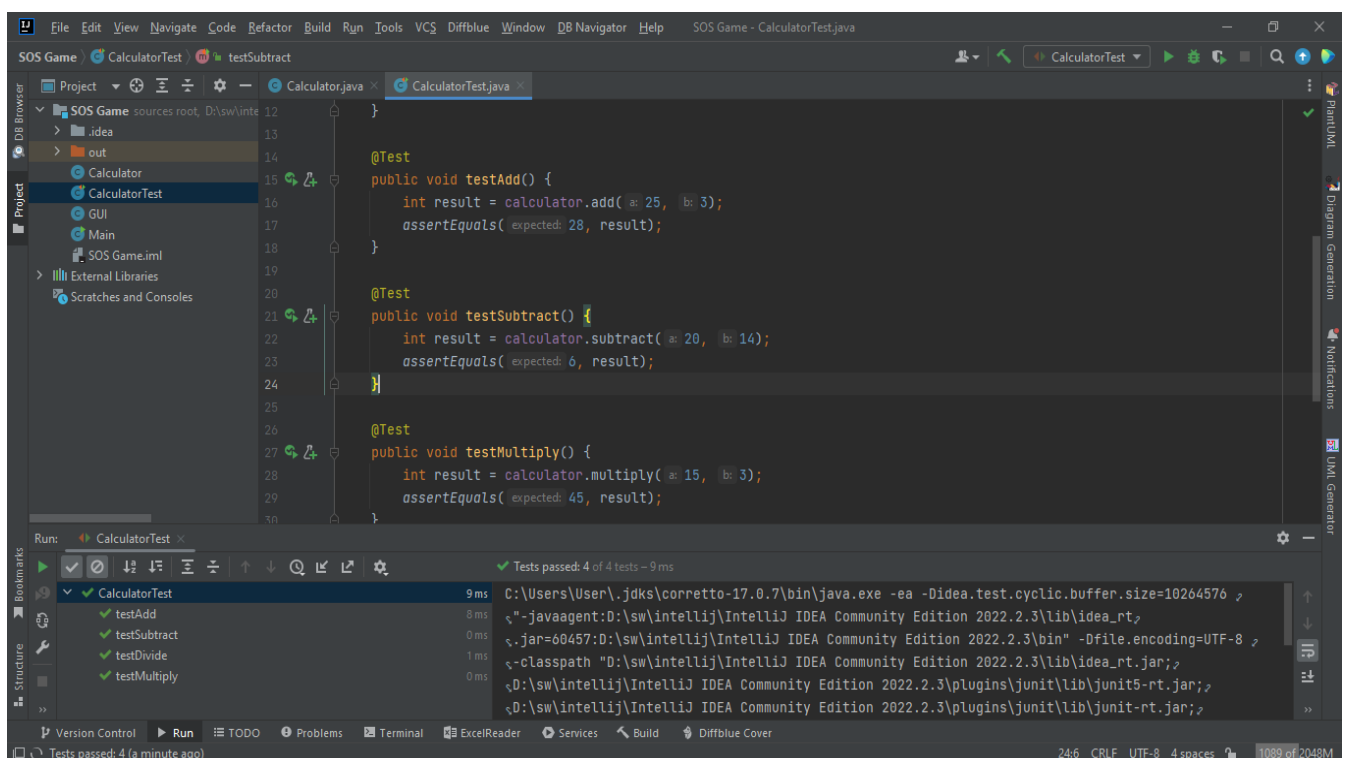 File Edit View Navigate Code Refactor Build Run Tools VCS Diffblue Window DB Navigator Help SOS Game - CalculatorTest.java
SOS Game CalculatorTest testSubtract CalculatorTest
Project Calculator.java CalculatorTest.java
SOS Game sources root, D:\sw\inte
.idea
out
Calculator
CalculatorTest
GUI
Main
SOS Game.iml
External Libraries
Scratches and Consoles
DB Browser
Project
12 }
13
14 @Test
15 public void testAdd() {
16 int result = calculator.add( a: 25, b: 3);
17 assertEquals( expected: 28, result);
18 }
19
20 @Test
21 public void testSubtract() {
22 int result = calculator.subtract( a: 20, b: 14);
23 assertEquals( expected: 6, result);
24 }
25
26 @Test
27 public void testMultiply() {
28 int result = calculator.multiply( a: 15, b: 3);
29 assertEquals( expected: 45, result);
30 }
PlantUML
Diagram Generation
Notifications
UML Generator
Run: CalculatorTest
Tests passed: 4 of 4 tests – 9 ms
CalculatorTest 9 ms
testAdd 8 ms
testSubtract 0 ms
testDivide 1 ms
testMultiply 0 ms
C:\Users\User\.jdks\corretto-17.0.7\bin\java.exe -ea -Didea.test.cyclic.buffer.size=10264576
"-javaagent:D:\sw\intellij\IntelliJ IDEA Community Edition 2022.2.3\lib\idea_rt
.jar=60457:D:\sw\intellij\IntelliJ IDEA Community Edition 2022.2.3\bin" -Dfile.encoding=UTF-8
-classpath "D:\sw\intellij\IntelliJ IDEA Community Edition 2022.2.3\lib\idea_rt.jar;
D:\sw\intellij\IntelliJ IDEA Community Edition 2022.2.3\plugins\junit\lib\junit5-rt.jar;
D:\sw\intellij\IntelliJ IDEA Community Edition 2022.2.3\plugins\junit\lib\junit-rt.jar;
Bookmarks
Structure
Version Control Run TODO Problems Terminal ExcelReader Services Build Diffblue Cover
Tests passed: 4 (a minute ago) 24:6 CRLF UTF-8 4 spaces 1089 of 2048M